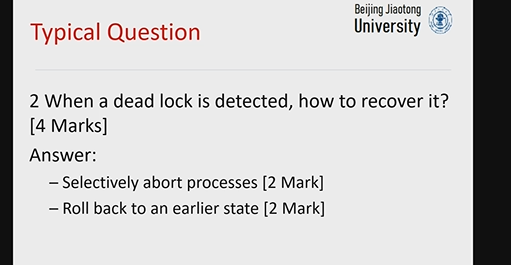 Typical Question
Beijing Jiaotong
University
2 When a dead lock is detected, how to recover it?
[4 Marks]
Answer:
– Selectively abort processes [2 Mark]
– Roll back to an earlier state [2 Mark]